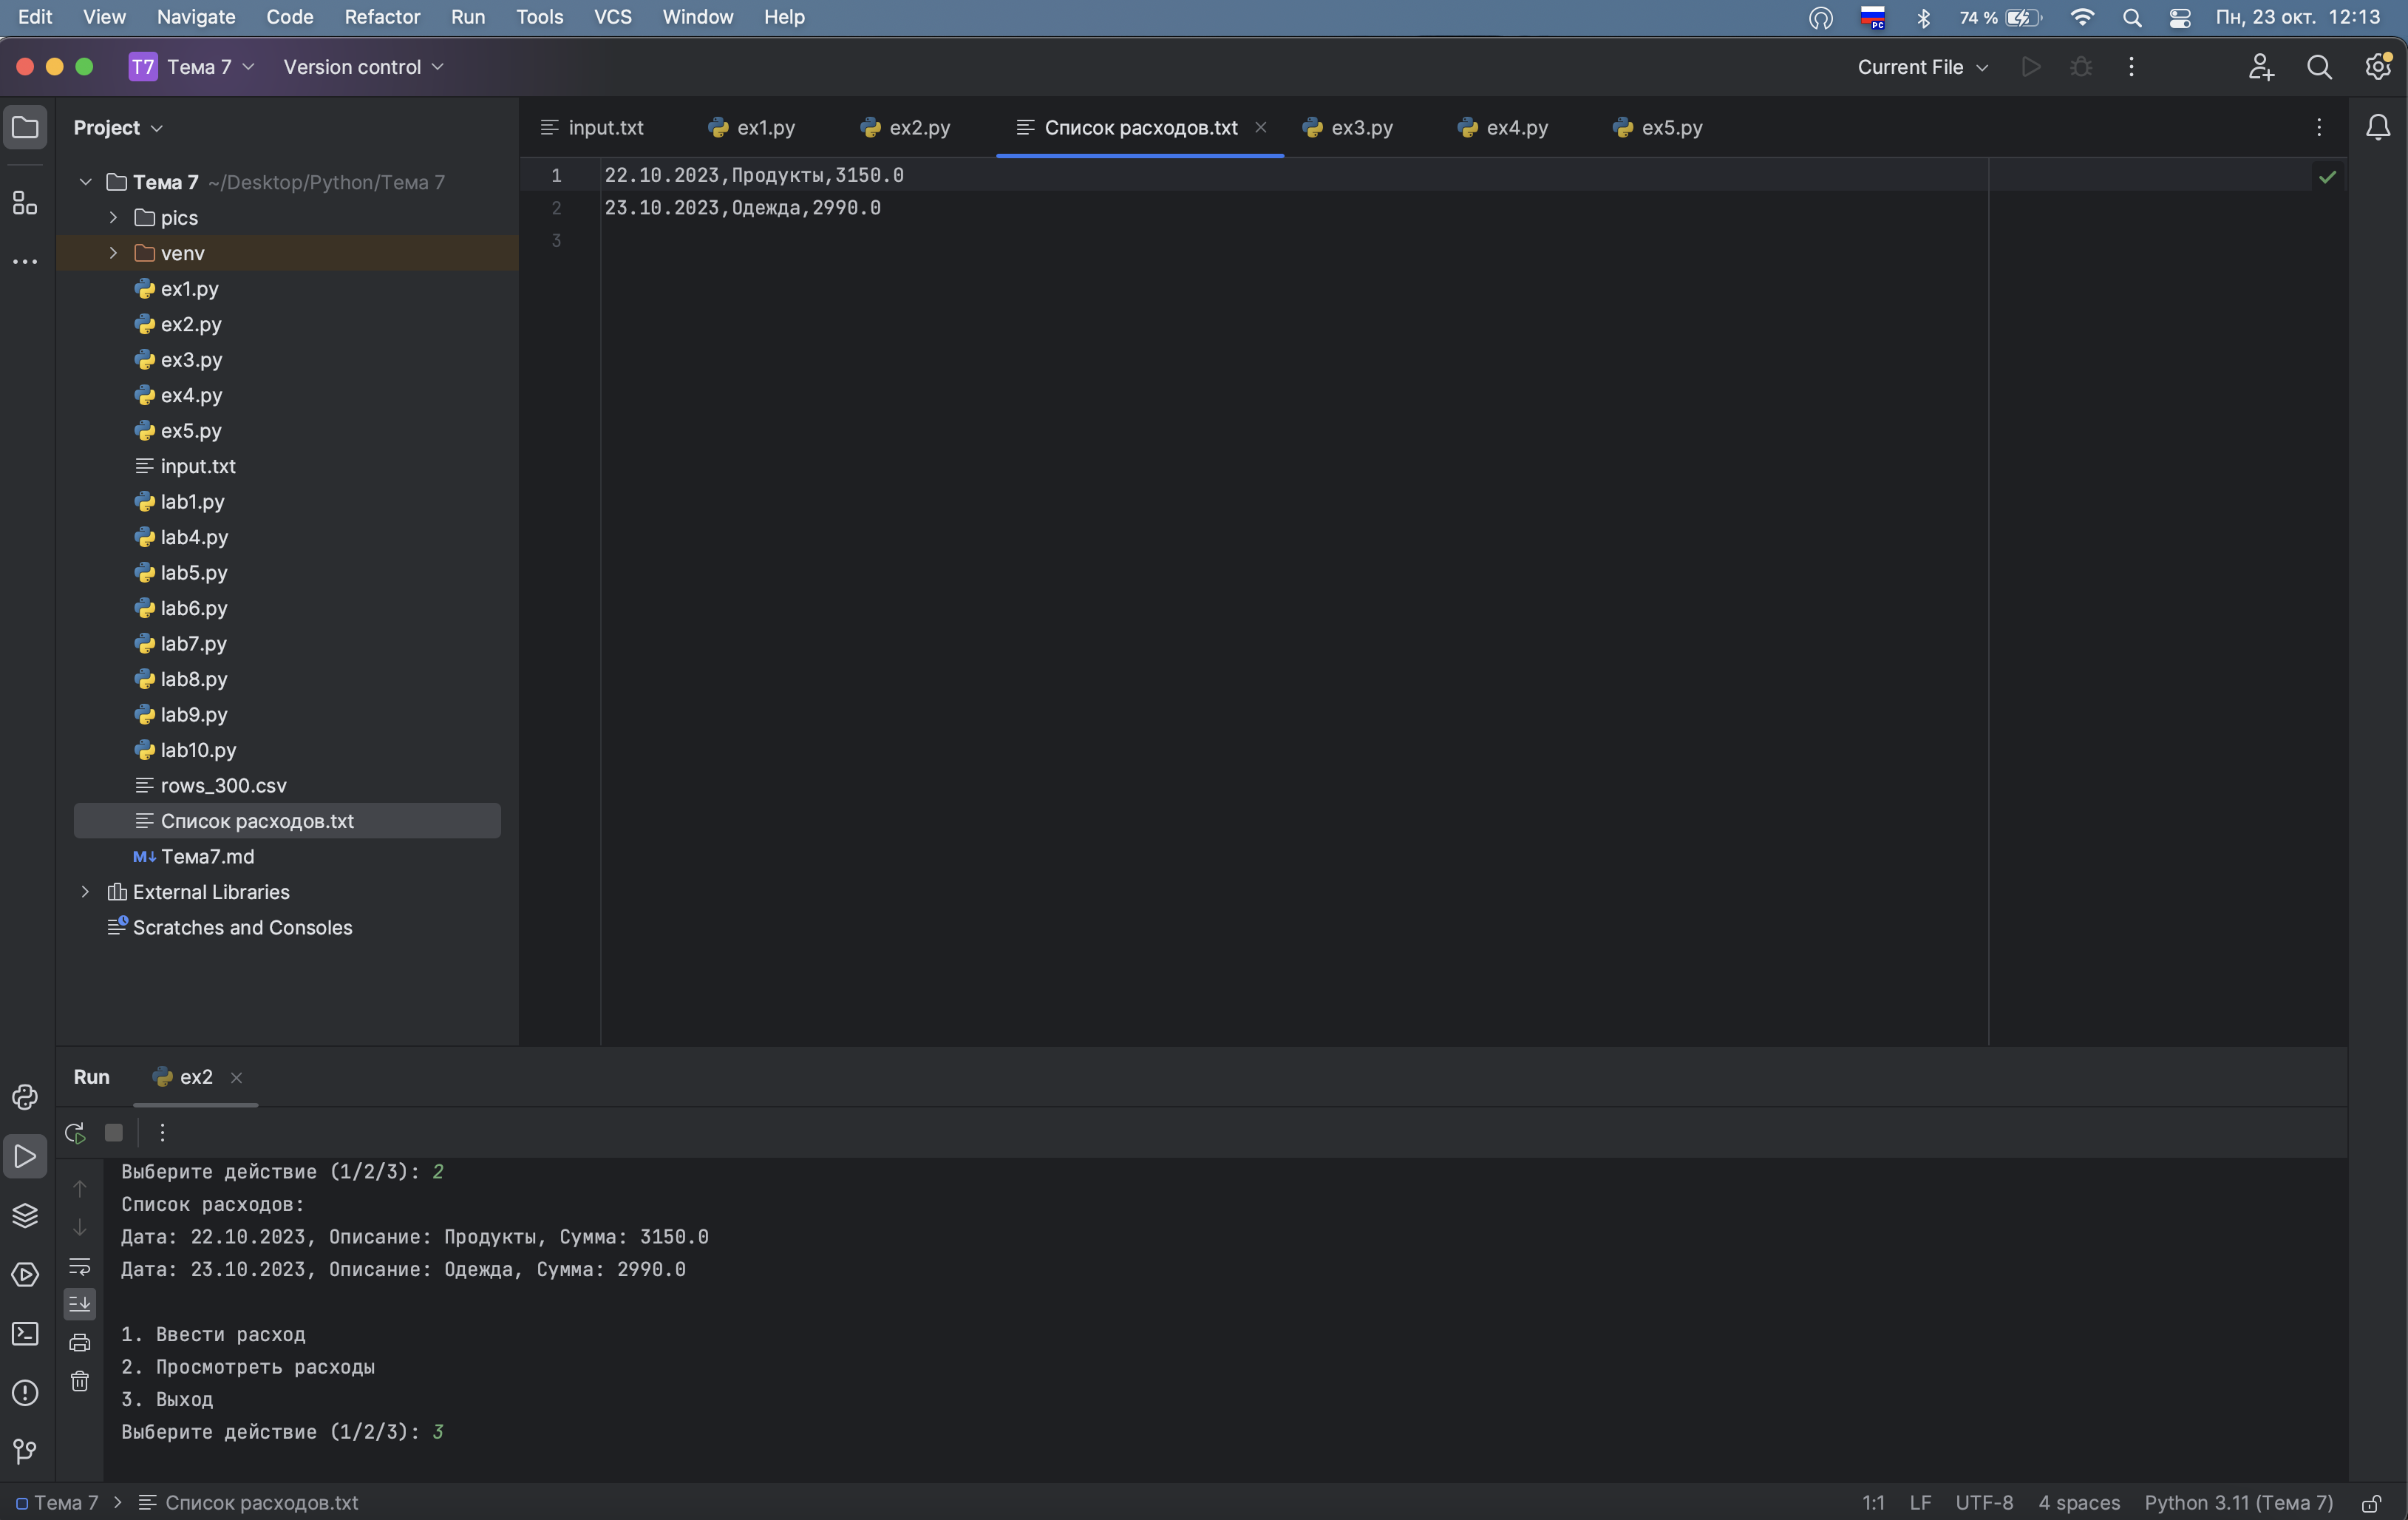 Edit View Navigate Code Refactor Run Tools VCS Window Help РС 74 % Пн, 23 окт. 12:13
T7 Тема 7 Version control Current File
Project
input.txt ex1.py ex2.py Список расходов.txt ex3.py ex4.py ex5.py
Тема 7 ~/Desktop/Python/Тема 7
pics
venv
ex1.py
ex2.py
ex3.py
ex4.py
ex5.py
input.txt
lab1.py
lab4.py
lab5.py
lab6.py
lab7.py
lab8.py
lab9.py
lab10.py
rows_300.csv
Список расходов.txt
M↓ Тема7.md
External Libraries
Scratches and Consoles
1 22.10.2023,Продукты,3150.0
2 23.10.2023,Одежда,2990.0
3
Run ex2
Выберите действие (1/2/3): 2
Список расходов:
Дата: 22.10.2023, Описание: Продукты, Сумма: 3150.0
Дата: 23.10.2023, Описание: Одежда, Сумма: 2990.0
1. Ввести расход
2. Просмотреть расходы
3. Выход
Выберите действие (1/2/3): 3
Тема 7 > Список расходов.txt 1:1 LF UTF-8 4 spaces Python 3.11 (Тема 7)